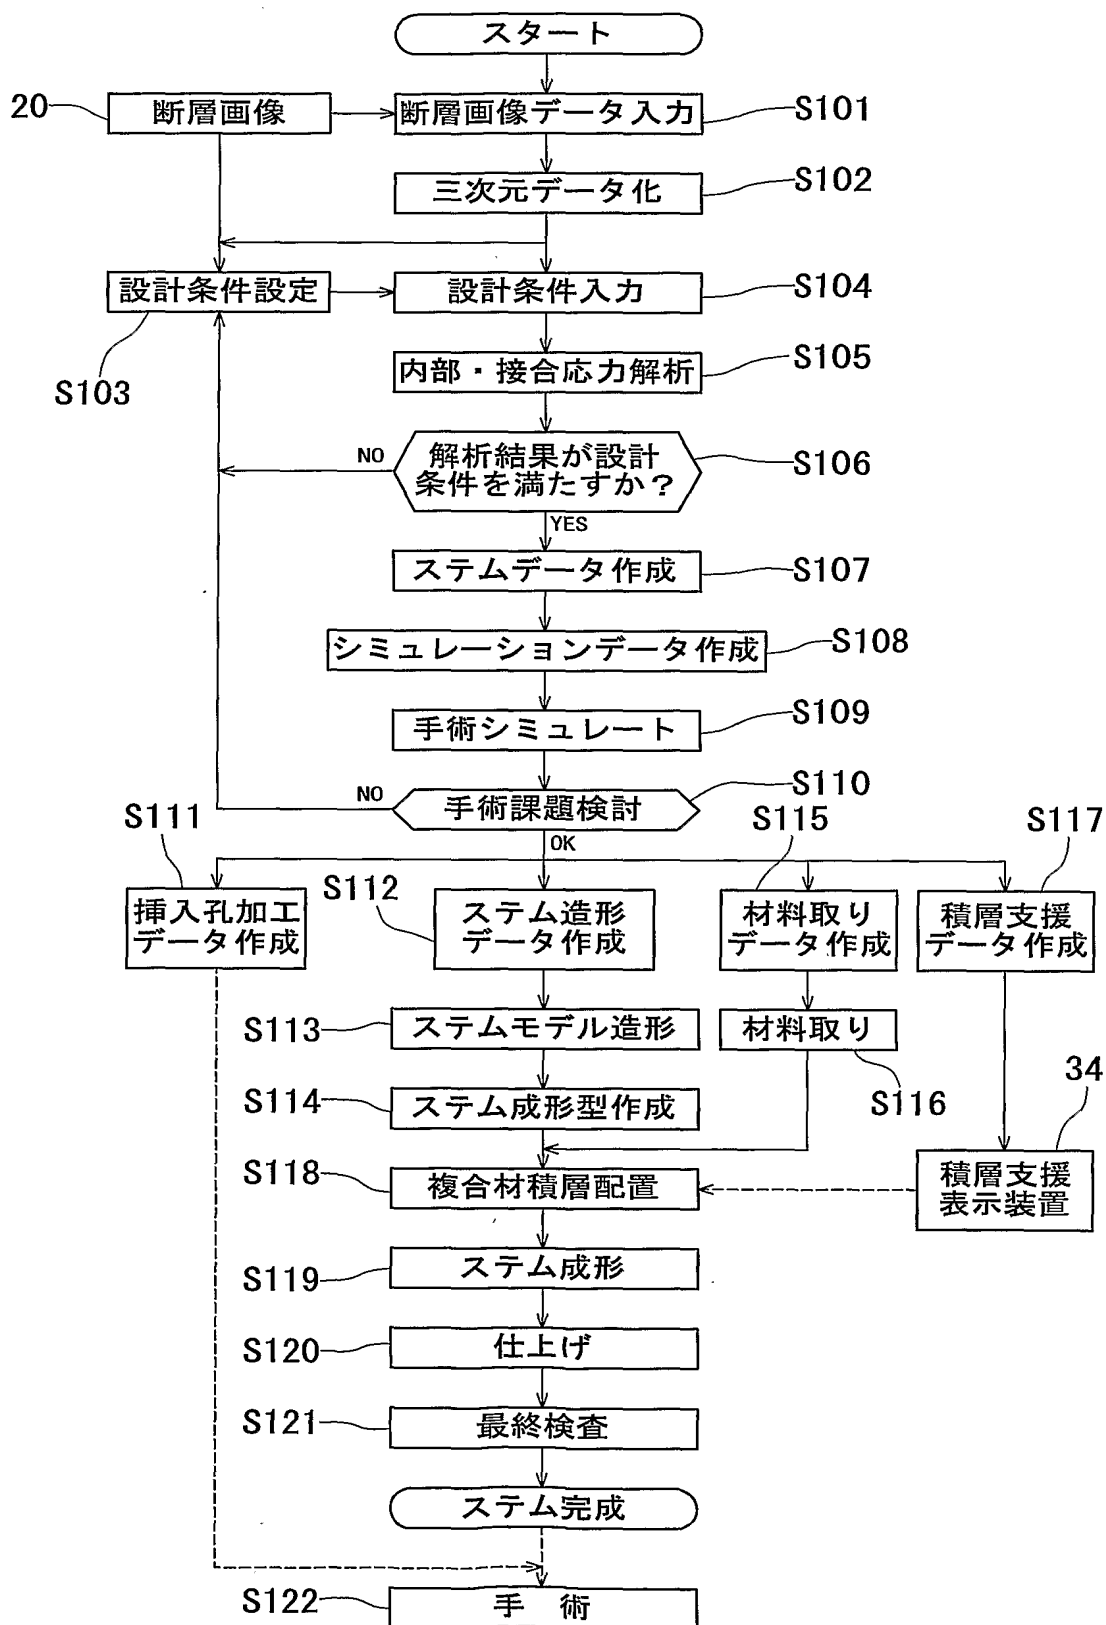 スタート
20
断層画像
断層画像データ入力
S101
三次元データ化
S102
設計条件設定
設計条件入力
S104
S103
内部・接合応力解析
S105
NO
解析結果が設計
条件を満たすか？
S106
YES
ステムデータ作成
S107
シミュレーションデータ作成
S108
手術シミュレート
S109
NO
手術課題検討
S110
OK
S111
S112
S115
S117
挿入孔加工
データ作成
ステム造形
データ作成
材料取り
データ作成
積層支援
データ作成
S113
ステムモデル造形
材料取り
S114
ステム成形型作成
S116
34
S118
複合材積層配置
積層支援
表示装置
S119
ステム成形
S120
仕上げ
S121
最終検査
ステム完成
S122
手 術